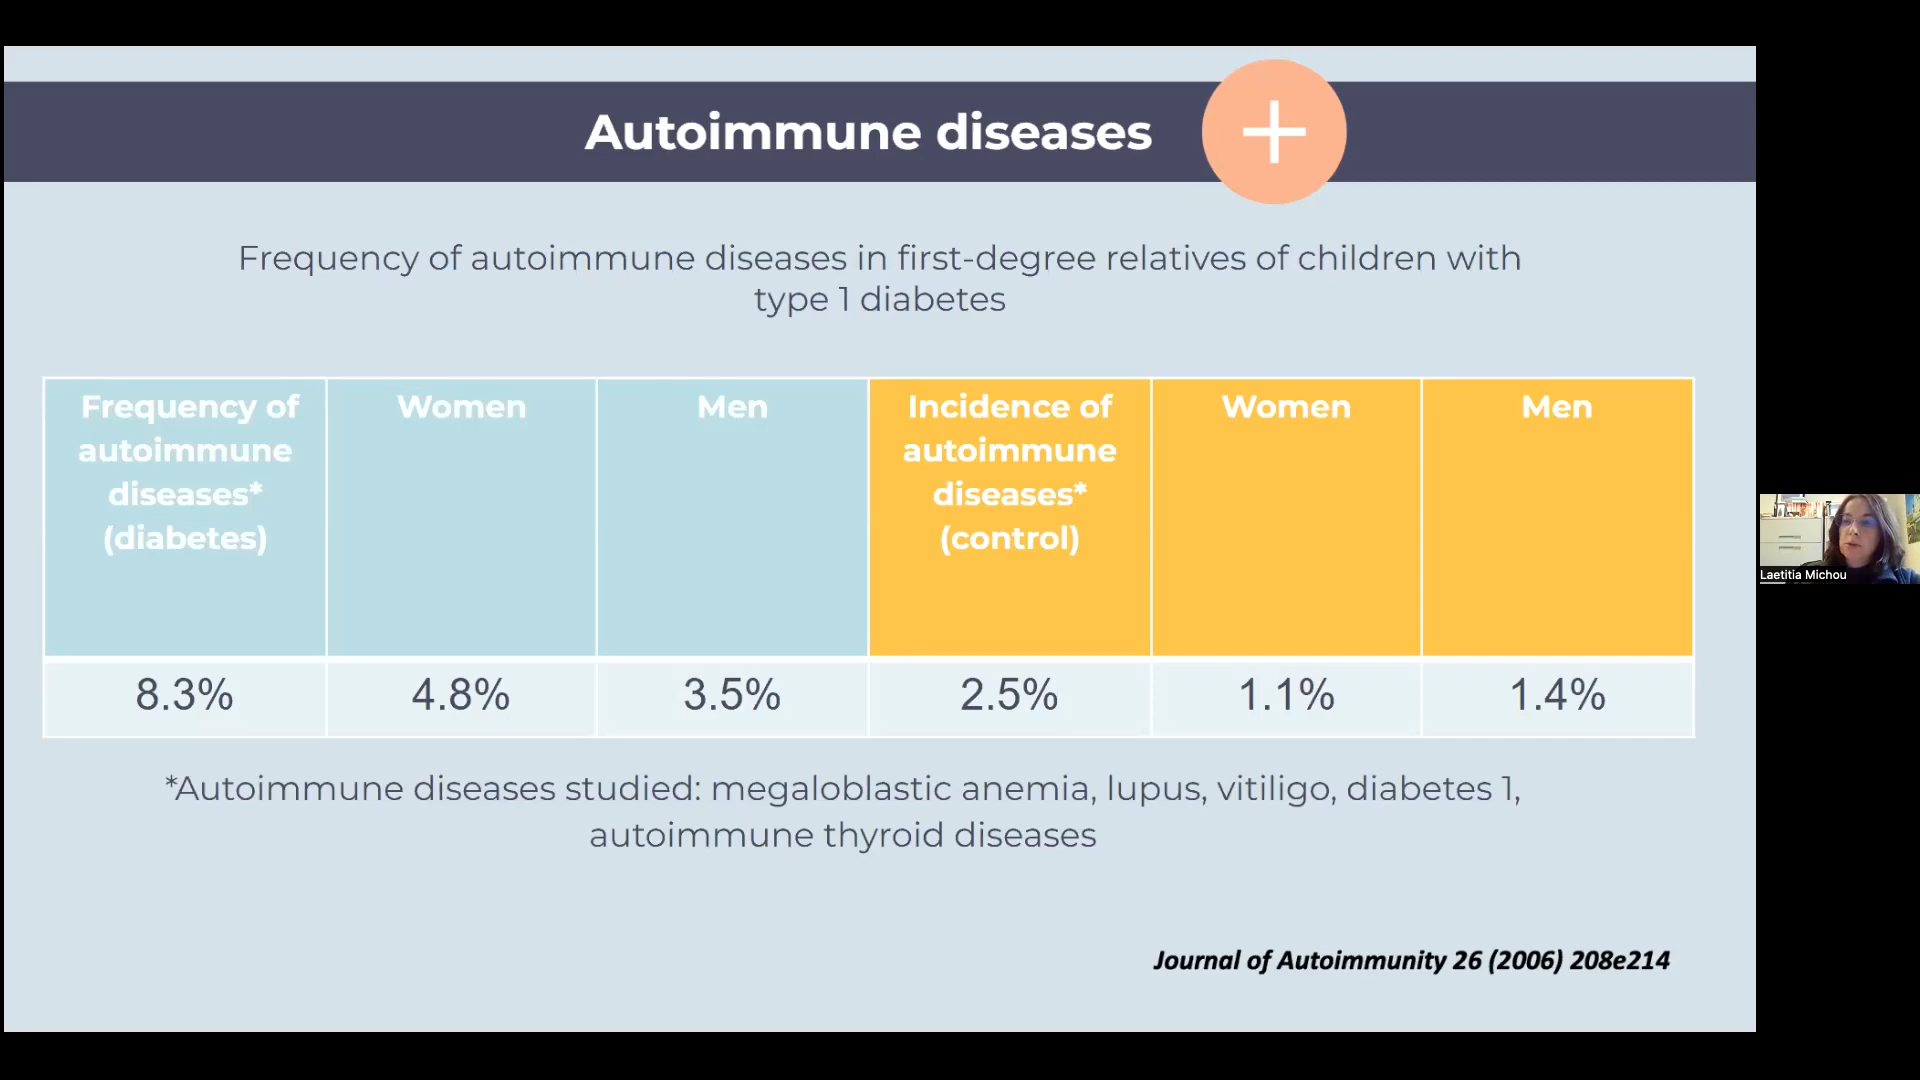 Autoimmune diseases
Frequency of autoimmune diseases in first-degree relatives of children with
type 1 diabetes
Frequency of
autoimmune
diseases*
(diabetes)
Women
Men
Incidence of
autoimmune
diseases*
(control)
Women
Men
8.3%
4.8%
3.5%
2.5%
1.1%
1.4%
*Autoimmune diseases studied: megaloblastic anemia, lupus, vitiligo, diabetes 1,
autoimmune thyroid diseases
Journal of Autoimmunity 26 (2006) 208e214
Laetitia Michou